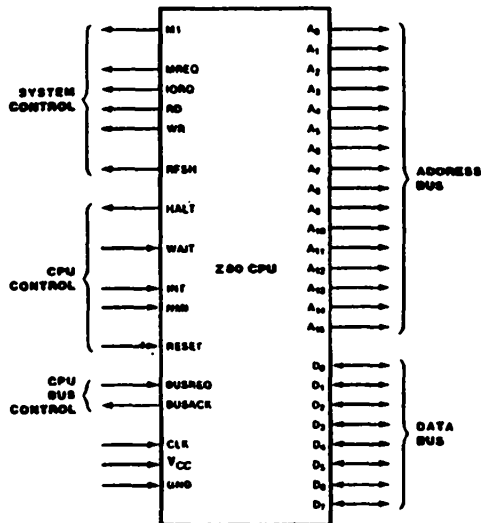 M1
MREQ
IORQ
RD
WR
RFSH
SYSTEM
CONTROL
HALT
WAIT
INT
NMI
RESET
CPU
CONTROL
BUSREQ
BUSACK
CPU
BUS
CONTROL
CLK
VCC
GND
Z80 CPU
A0
A1
A2
A3
A4
A5
A6
A7
A8
A9
A10
A11
A12
A13
A14
A15
ADDRESS
BUS
D0
D1
D2
D3
D4
D5
D6
D7
DATA
BUS